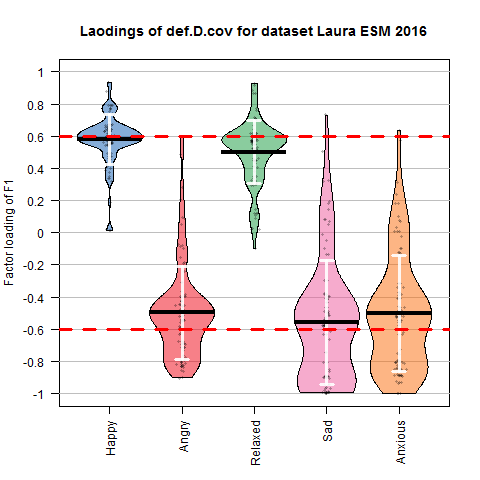 Laodings of def.D.cov for dataset Laura ESM 2016
Factor loading of F1
1
0.8
0.6
0.4
0.2
0
-0.2
-0.4
-0.6
-0.8
-1
Happy
Angry
Relaxed
Sad
Anxious